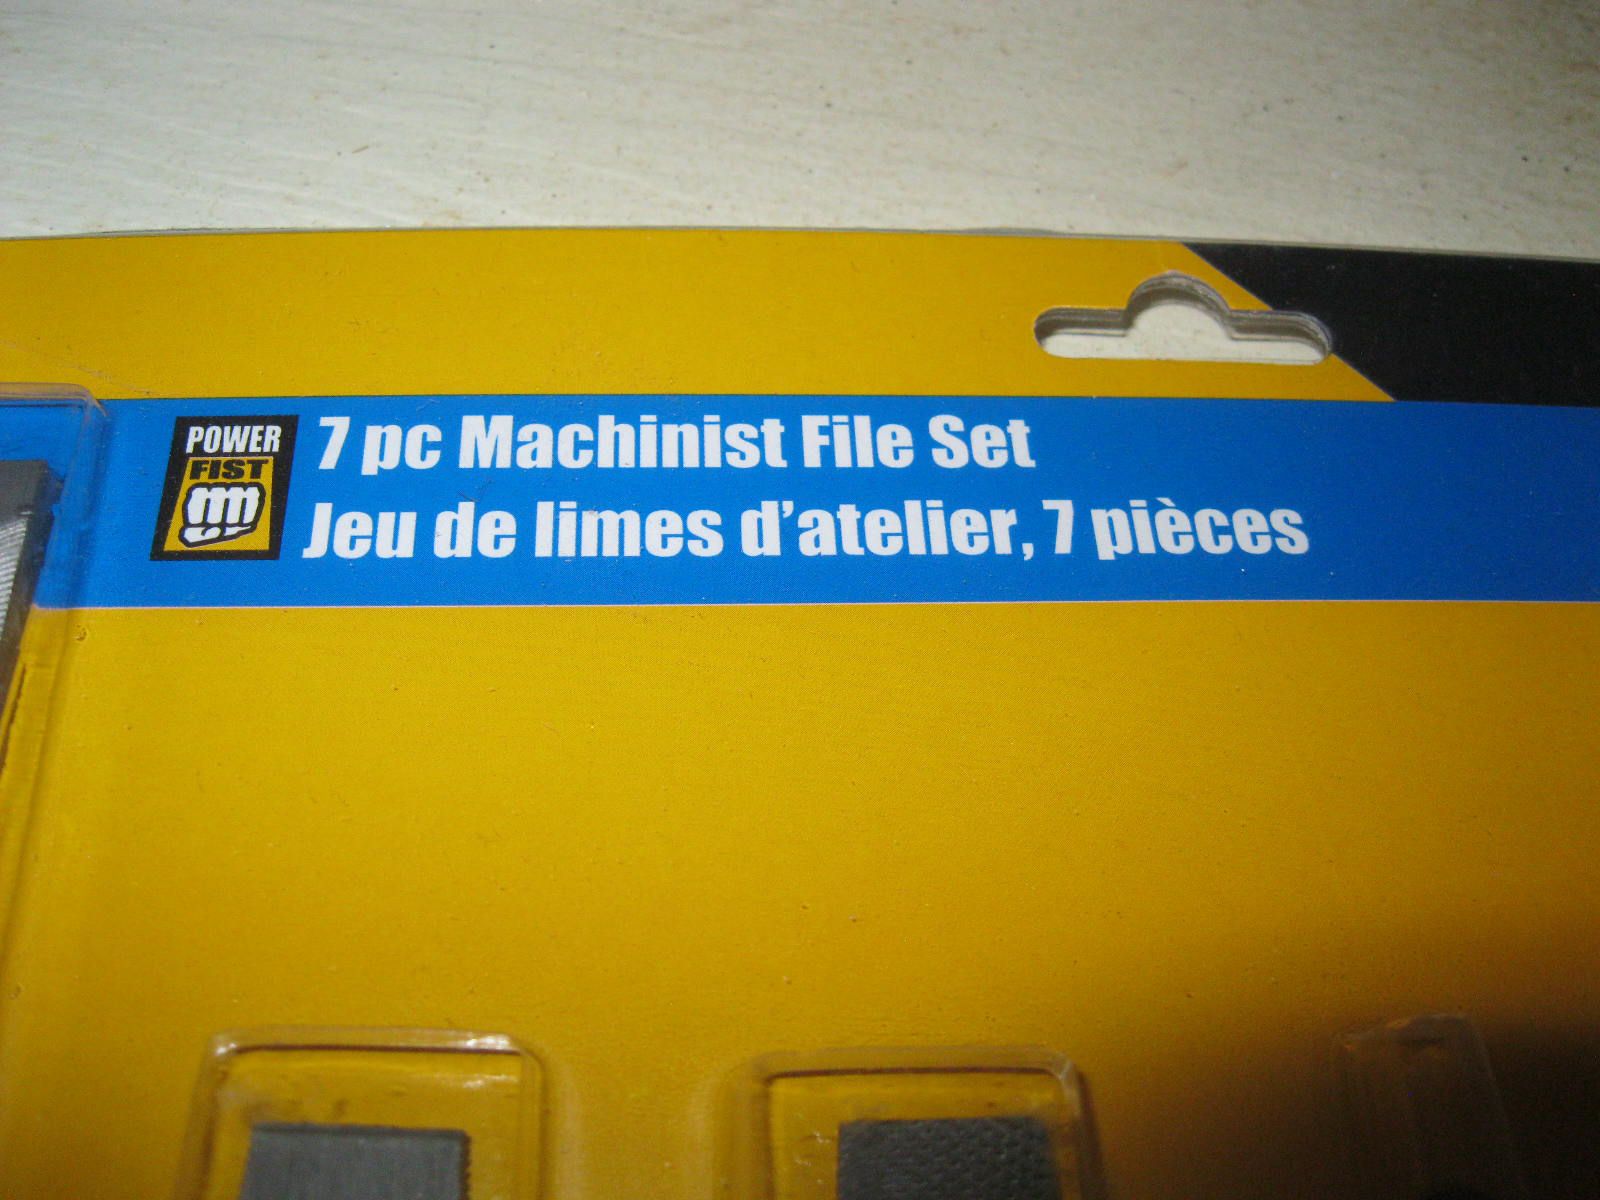 POWER
FIST
7 pc Machinist File Set
Jeu de limes d'atelier, 7 pièces